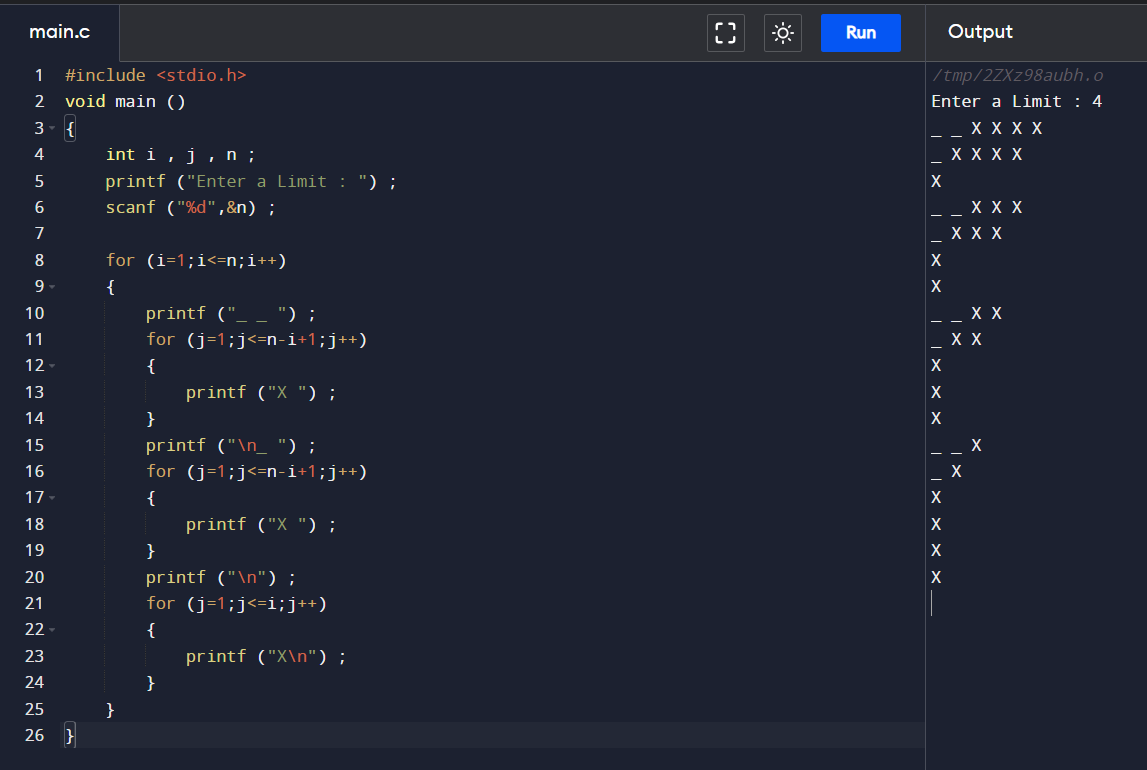 main.c
Run
Output
1 #include <stdio.h>
2 void main ()
3 {
4     int i , j , n ;
5     printf ("Enter a Limit : ") ;
6     scanf ("%d",&n) ;
7
8     for (i=1;i<=n;i++)
9     {
10         printf ("_ _ ") ;
11         for (j=1;j<=n-i+1;j++)
12         {
13             printf ("X ") ;
14         }
15         printf ("\n_ ") ;
16         for (j=1;j<=n-i+1;j++)
17         {
18             printf ("X ") ;
19         }
20         printf ("\n") ;
21         for (j=1;j<=i;j++)
22         {
23             printf ("X\n") ;
24         }
25     }
26 }
/tmp/2ZXz98aubh.o
Enter a Limit : 4
_ _ X X X X
_ X X X X
X
_ _ X X X
_ X X X
X
X
_ _ X X
_ X X
X
X
X
_ _ X
_ X
X
X
X
X